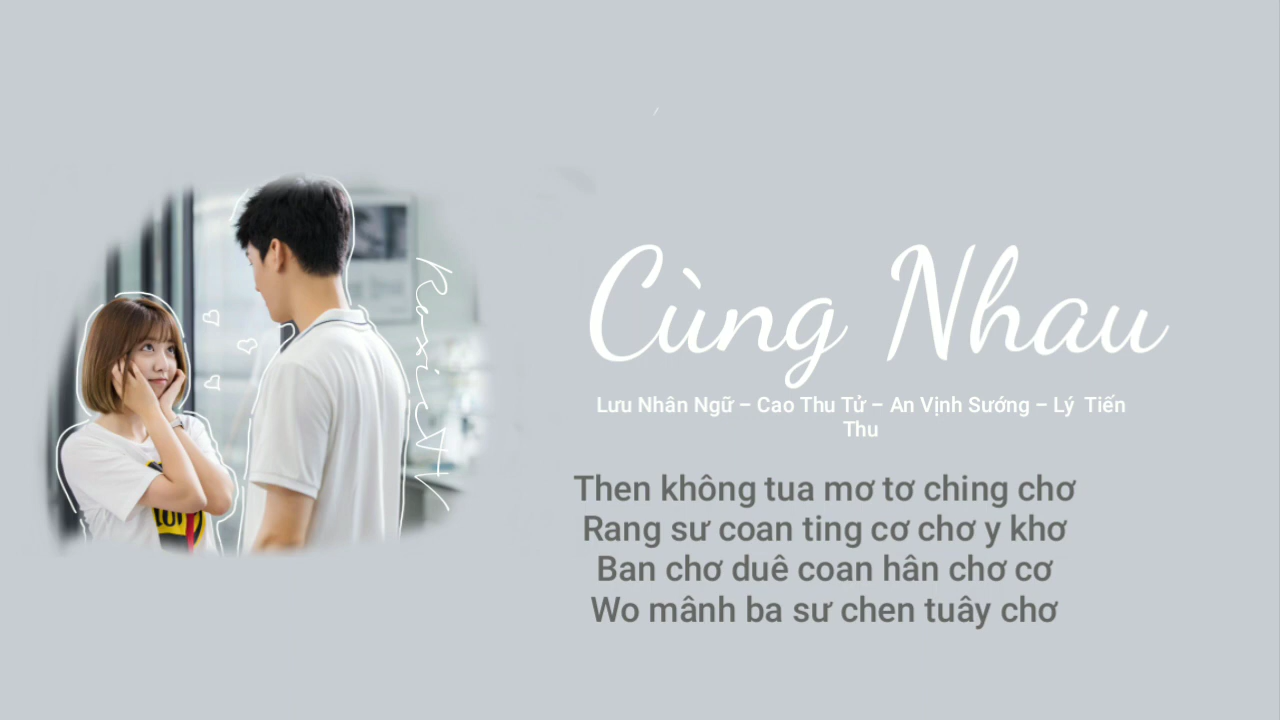 Cùng Nhau
Lưu Nhân Ngữ – Cao Thu Tử – An Vịnh Sướng – Lý Tiến
Thu
Then không tua mơ tơ ching chơ
Rang sư coan ting cơ chơ y khơ
Ban chơ duê coan hân chơ cơ
Wo mânh ba sư chen tuây chơ